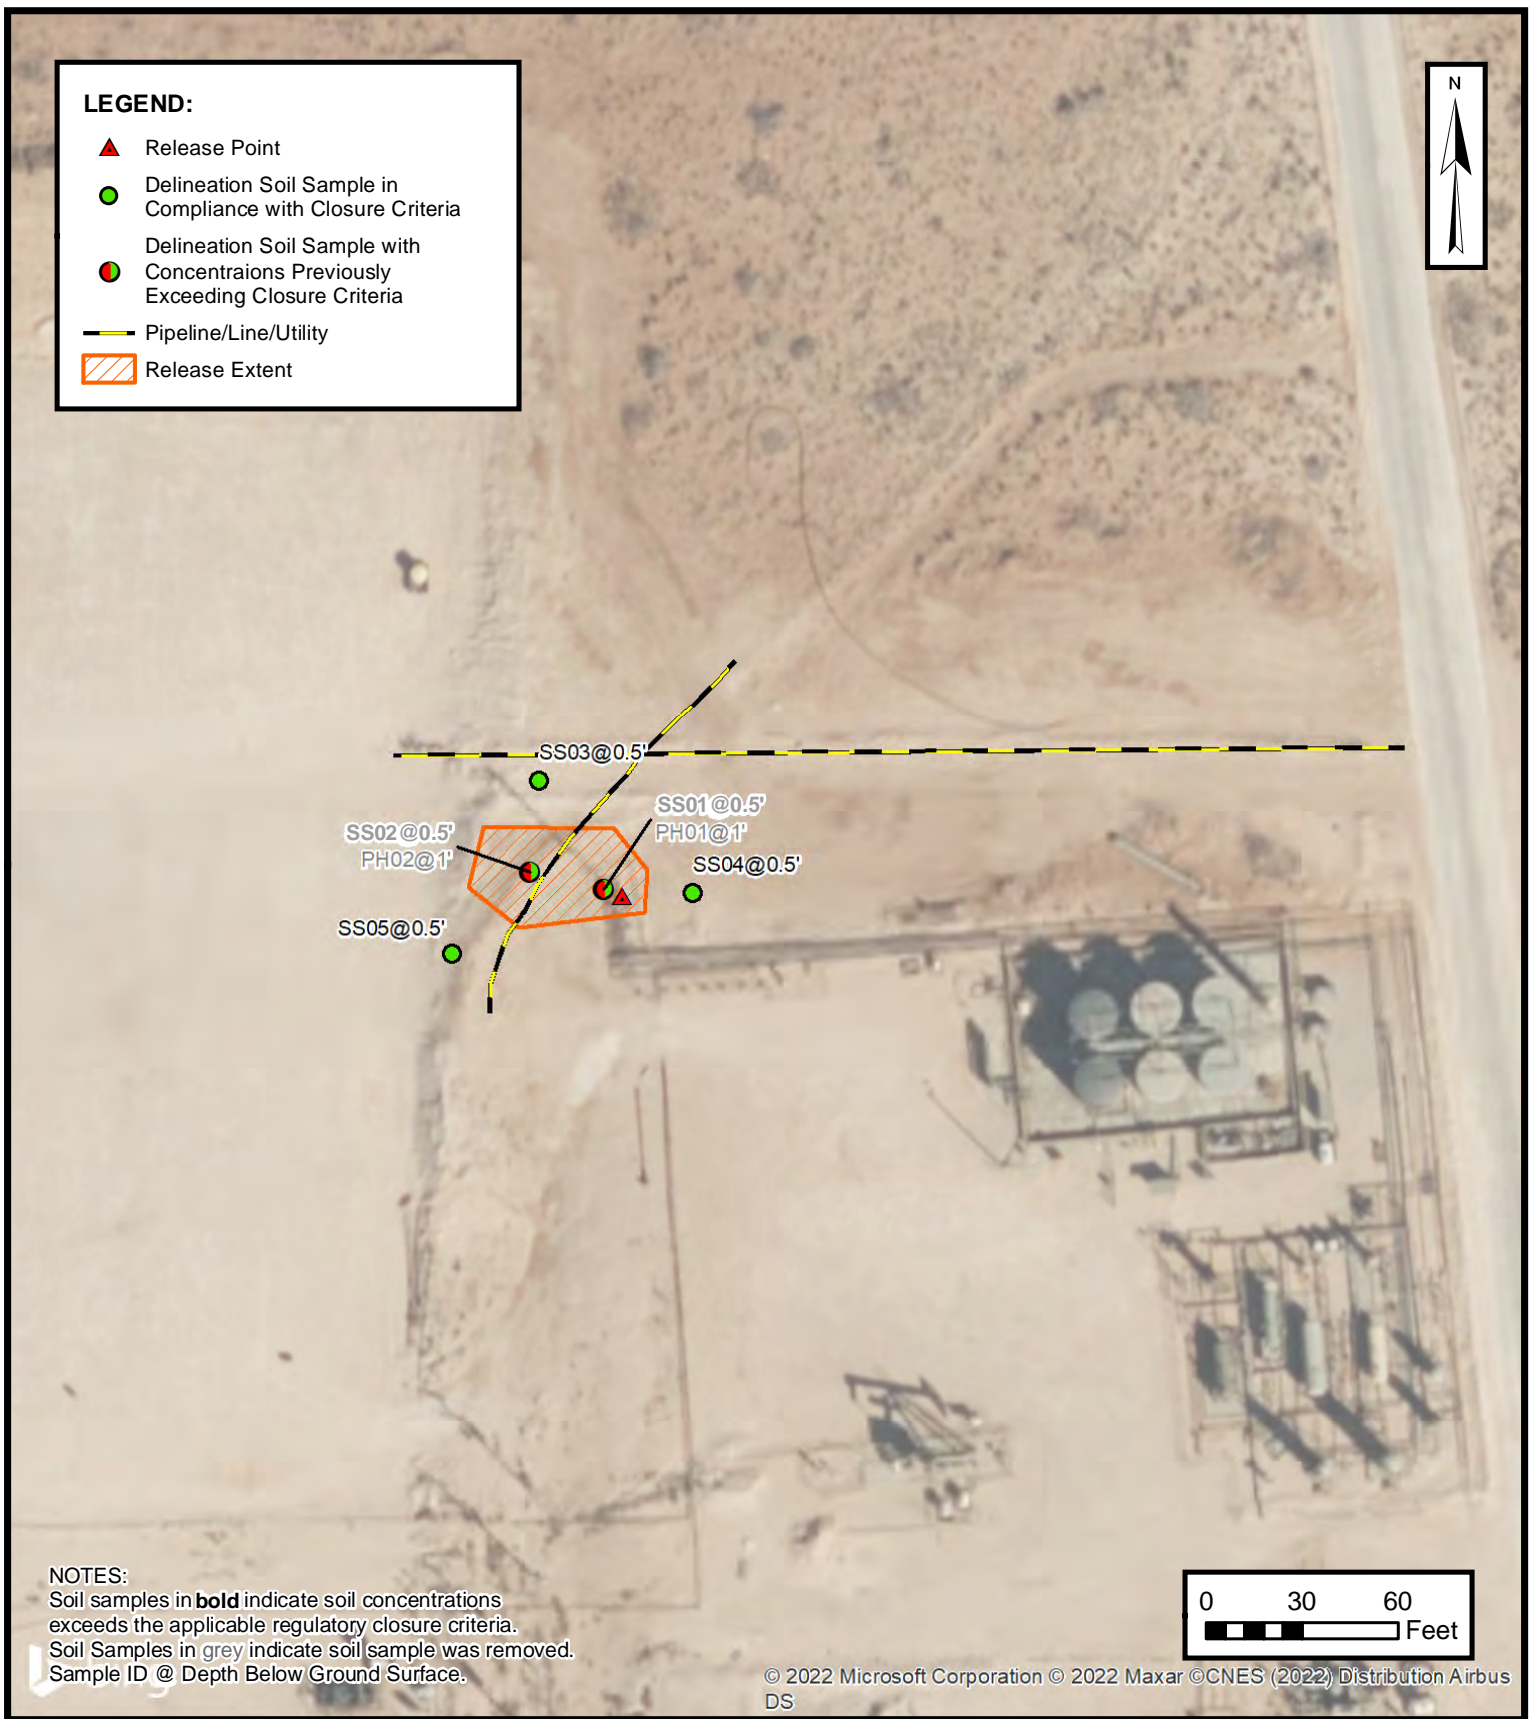 LEGEND:
Release Point
Delineation Soil Sample in
Compliance with Closure Criteria
Delineation Soil Sample with
Concentraions Previously
Exceeding Closure Criteria
Pipeline/Line/Utility
Release Extent
N
SS03@0.5'
SS01@0.5'
PH01@1'
SS02@0.5'
PH02@1'
SS04@0.5'
SS05@0.5'
NOTES:
Soil samples in bold indicate soil concentrations
exceeds the applicable regulatory closure criteria.
Soil Samples in grey indicate soil sample was removed.
Sample ID @ Depth Below Ground Surface.
0 30 60
Feet
© 2022 Microsoft Corporation © 2022 Maxar ©CNES (2022) Distribution Airbus
DS